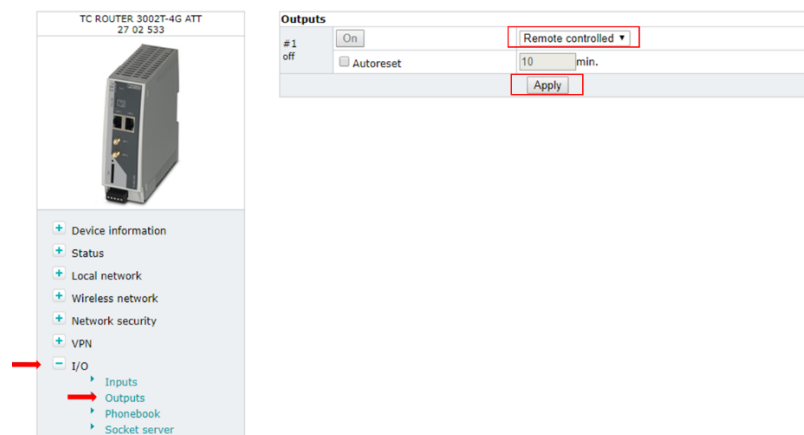 TC ROUTER 3002T-4G ATT
27 02 533
Device information
Status
Local network
Wireless network
Network security
VPN
I/O
Inputs
Outputs
Phonebook
Socket server
Outputs
#1
off
On
Remote controlled
Autoreset
10 min.
Apply